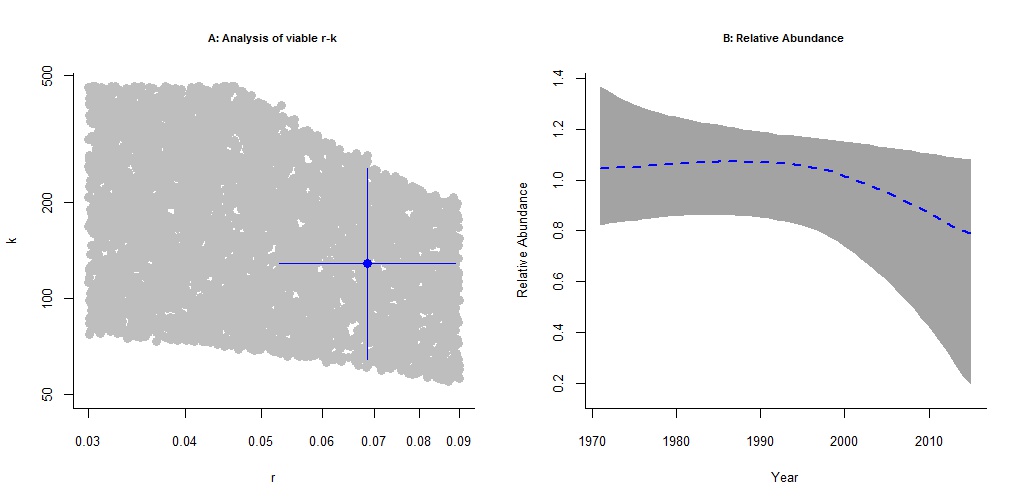 A: Analysis of viable r-k
k
500
200
100
50
0.03 0.04 0.05 0.06 0.07 0.08 0.09
r
B: Relative Abundance
Relative Abundance
1.4
1.2
1.0
0.8
0.6
0.4
0.2
1970 1980 1990 2000 2010
Year